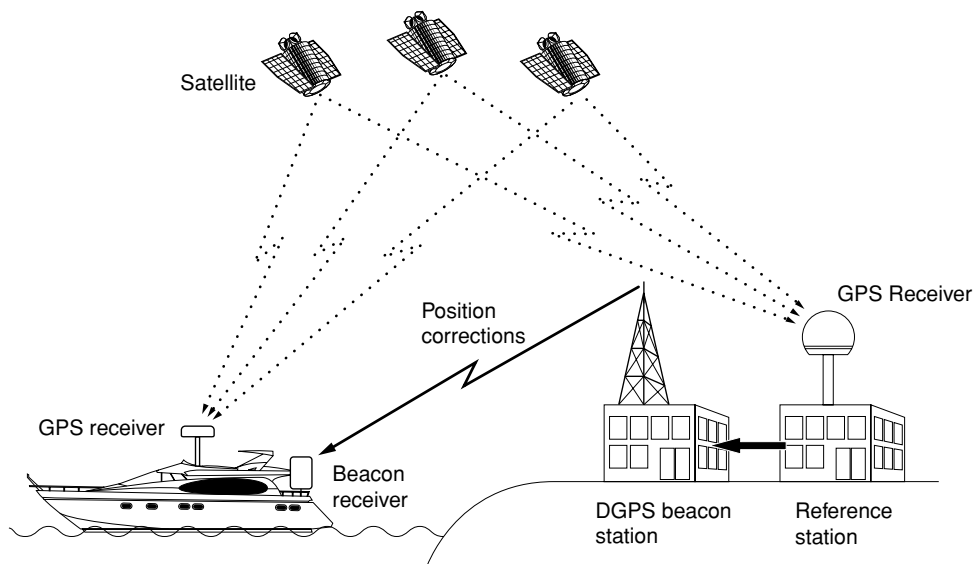 Satellite
GPS Receiver
Position
corrections
GPS receiver
Beacon
receiver
DGPS beacon
station
Reference
station